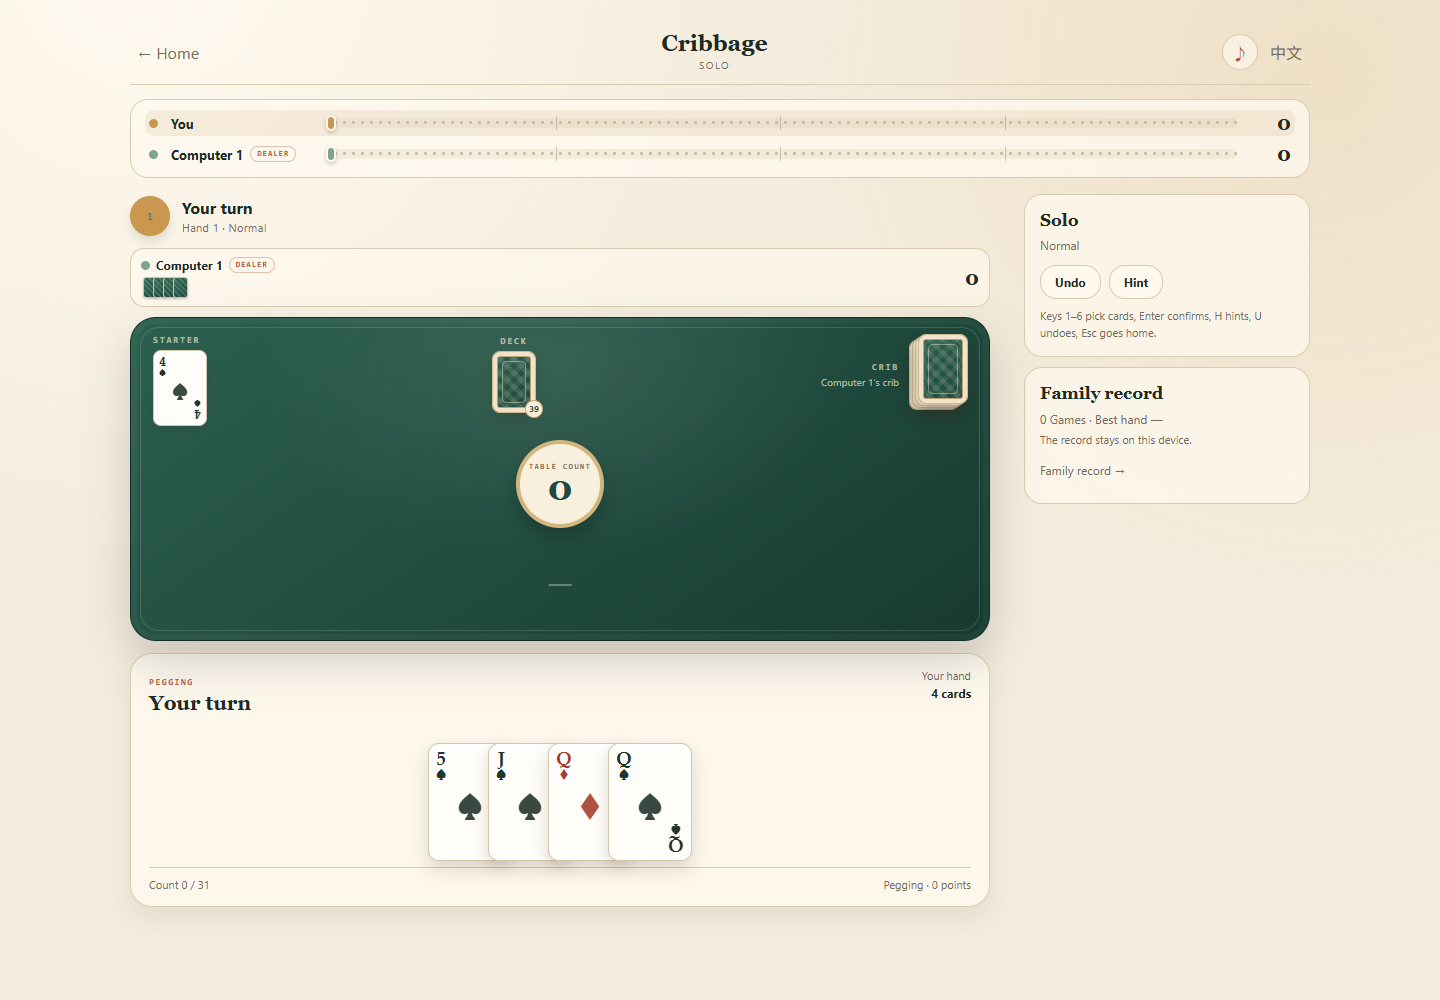 ← Home
Cribbage
SOLO
♪
中文
You
0
Computer 1 DEALER
0
1
Your turn
Hand 1 · Normal
Computer 1 DEALER
0
STARTER
4
4
DECK
39
CRIB
Computer 1's crib
TABLE COUNT
0
—
PEGGING
Your turn
Your hand
4 cards
5
J
Q
Q
Q
Count 0 / 31
Pegging · 0 points
Solo
Normal
Undo
Hint
Keys 1–6 pick cards, Enter confirms, H hints, U
undoes, Esc goes home.
Family record
0 Games · Best hand —
The record stays on this device.
Family record →